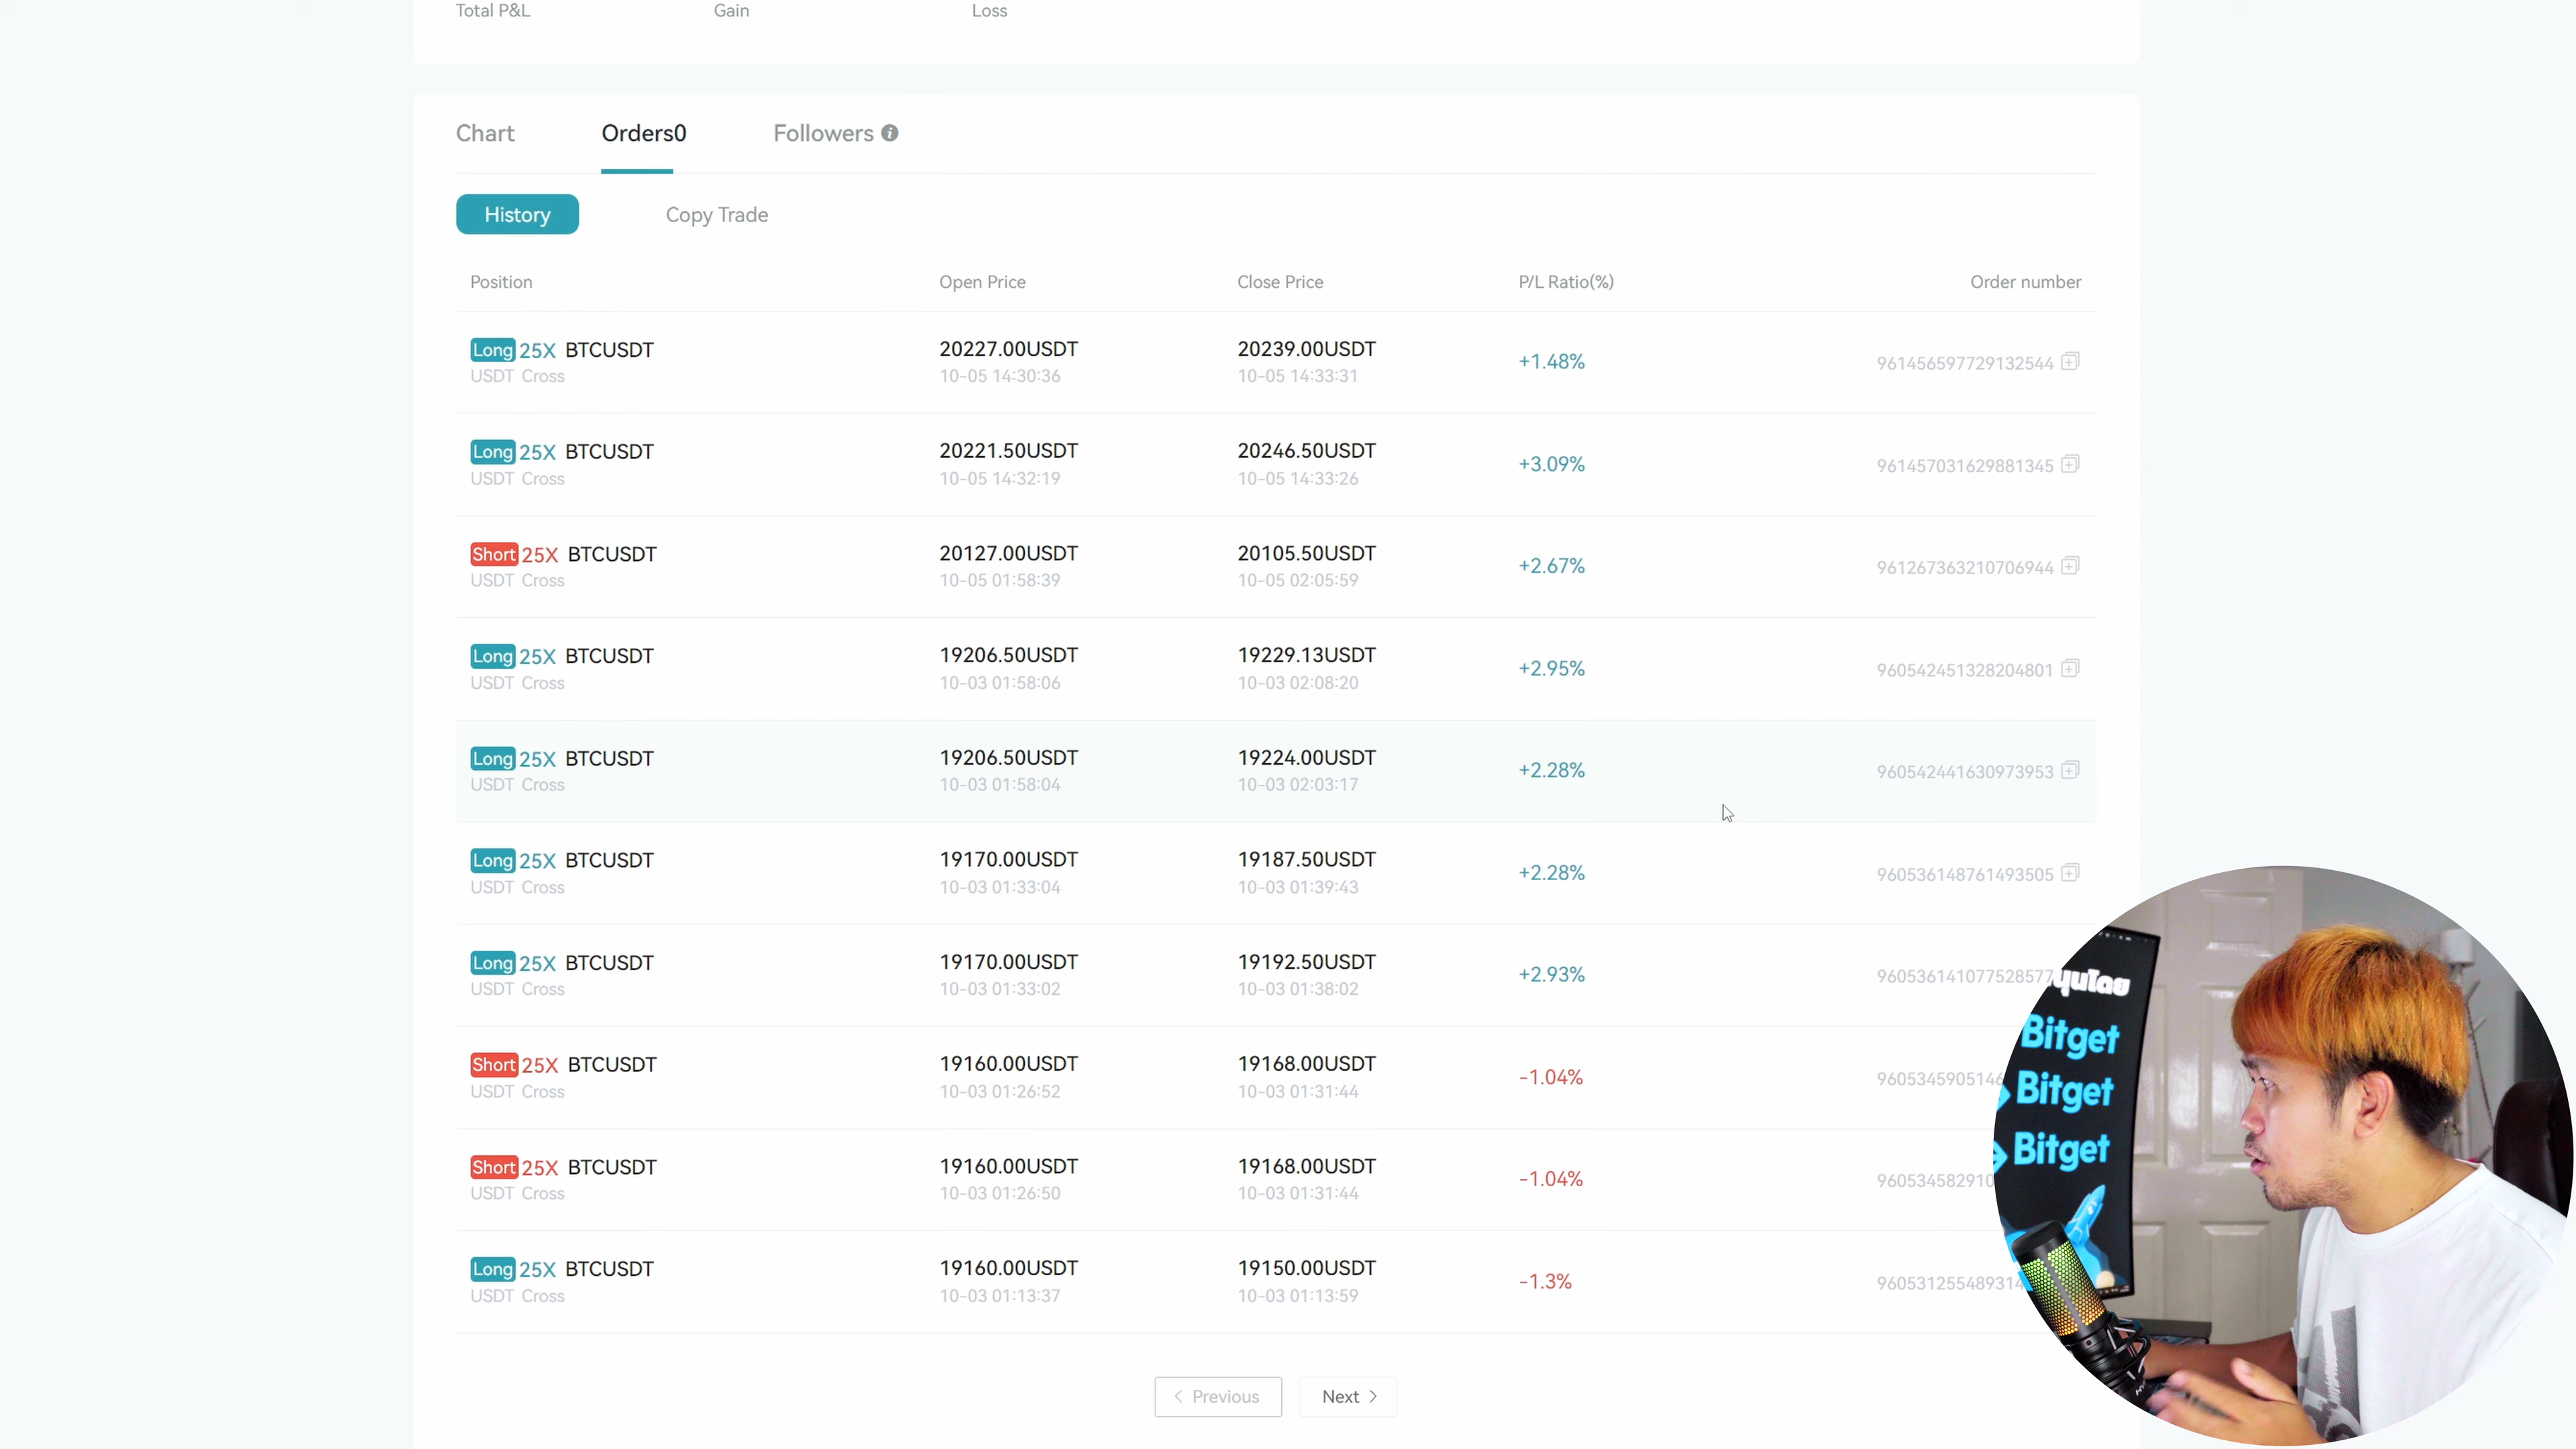 Total P&L Gain Loss
Chart Orders0 Followers
History Copy Trade
Position Open Price Close Price P/L Ratio(%) Order number
Long 25X BTCUSDT 20227.00USDT 20239.00USDT +1.48% 961456597729132544
USDT Cross 10-05 14:30:36 10-05 14:33:31
Long 25X BTCUSDT 20221.50USDT 20246.50USDT +3.09% 961457031629881345
USDT Cross 10-05 14:32:19 10-05 14:33:26
Short 25X BTCUSDT 20127.00USDT 20105.50USDT +2.67% 961267363210706944
USDT Cross 10-05 01:58:39 10-05 02:05:59
Long 25X BTCUSDT 19206.50USDT 19229.13USDT +2.95% 960542451328204801
USDT Cross 10-03 01:58:06 10-03 02:08:20
Long 25X BTCUSDT 19206.50USDT 19224.00USDT +2.28% 960542441630973953
USDT Cross 10-03 01:58:04 10-03 02:03:17
Long 25X BTCUSDT 19170.00USDT 19187.50USDT +2.28% 960536148761493505
USDT Cross 10-03 01:33:04 10-03 01:39:43
Long 25X BTCUSDT 19170.00USDT 19192.50USDT +2.93% 960536141077528577
USDT Cross 10-03 01:33:02 10-03 01:38:02
Short 25X BTCUSDT 19160.00USDT 19168.00USDT -1.04% 9605345905146
USDT Cross 10-03 01:26:52 10-03 01:31:44
Short 25X BTCUSDT 19160.00USDT 19168.00USDT -1.04% 960534582910
USDT Cross 10-03 01:26:50 10-03 01:31:44
Long 25X BTCUSDT 19160.00USDT 19150.00USDT -1.3% 96053125548931
USDT Cross 10-03 01:13:37 10-03 01:13:59
Previous Next
Bitget
Bitget
Bitget